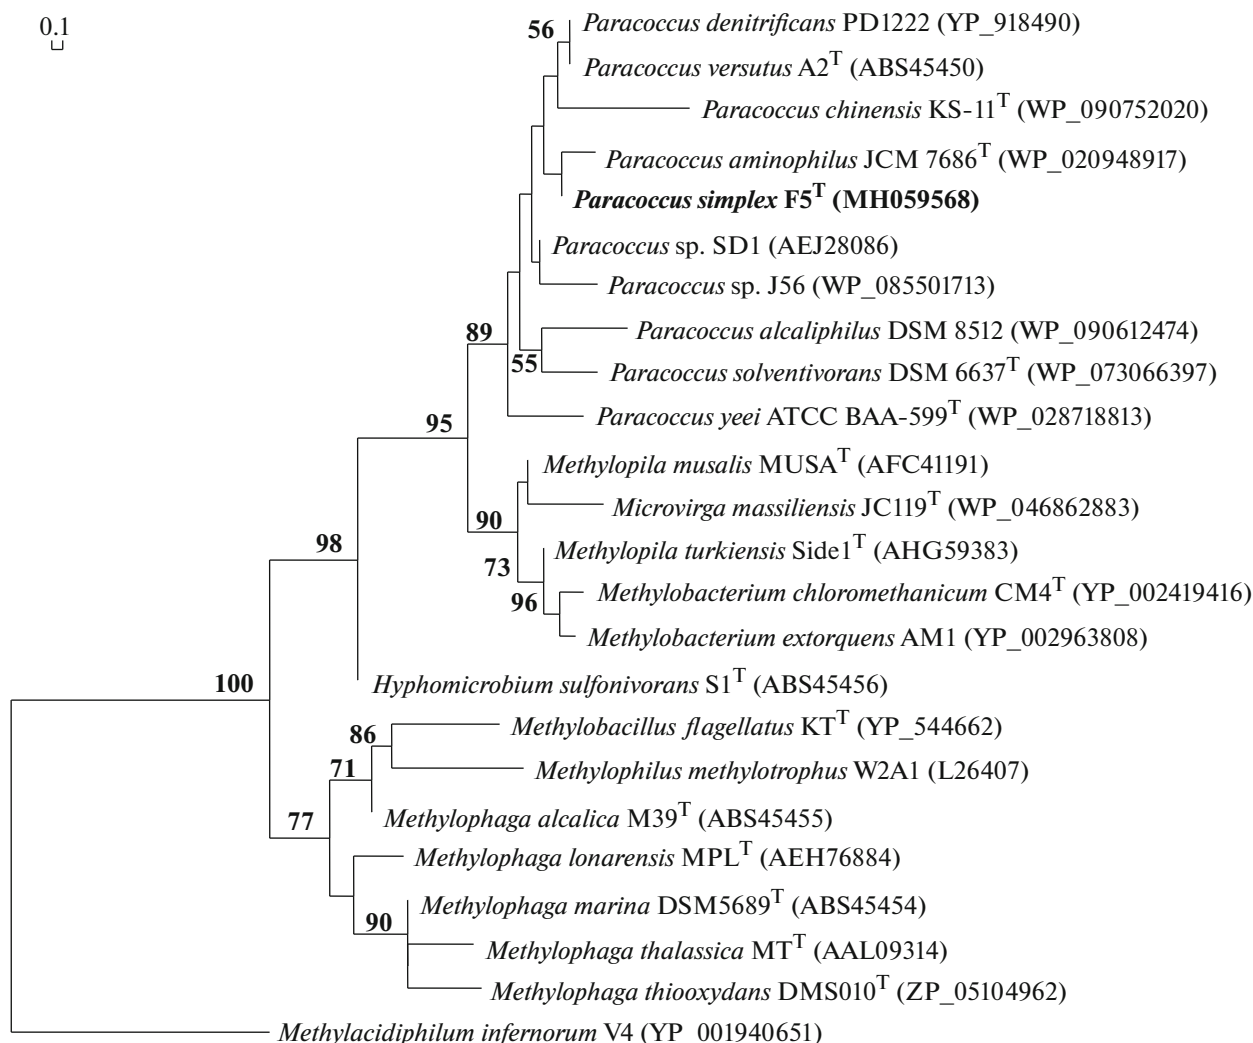 0.1
56
Paracoccus denitrificans PD1222 (YP_918490)
Paracoccus versutus A2ᵀ (ABS45450)
Paracoccus chinensis KS-11ᵀ (WP_090752020)
Paracoccus aminophilus JCM 7686ᵀ (WP_020948917)
Paracoccus simplex F5ᵀ (MH059568)
Paracoccus sp. SD1 (AEJ28086)
Paracoccus sp. J56 (WP_085501713)
89
Paracoccus alcaliphilus DSM 8512 (WP_090612474)
55
Paracoccus solventivorans DSM 6637ᵀ (WP_073066397)
95
Paracoccus yeei ATCC BAA-599ᵀ (WP_028718813)
Methylopila musalis MUSAᵀ (AFC41191)
Microvirga massiliensis JC119ᵀ (WP_046862883)
90
98
Methylopila turkiensis Side1ᵀ (AHG59383)
73
Methylobacterium chloromethanicum CM4ᵀ (YP_002419416)
96
Methylobacterium extorquens AM1 (YP_002963808)
100
Hyphomicrobium sulfonivorans S1ᵀ (ABS45456)
Methylobacillus flagellatus KTᵀ (YP_544662)
86
71
Methylophilus methylotrophus W2A1 (L26407)
77
Methylophaga alcalica M39ᵀ (ABS45455)
Methylophaga lonarensis MPLᵀ (AEH76884)
Methylophaga marina DSM5689ᵀ (ABS45454)
90
Methylophaga thalassica MTᵀ (AAL09314)
Methylophaga thiooxydans DMS010ᵀ (ZP_05104962)
Methylacidiphilum infernorum V4 (YP_001940651)